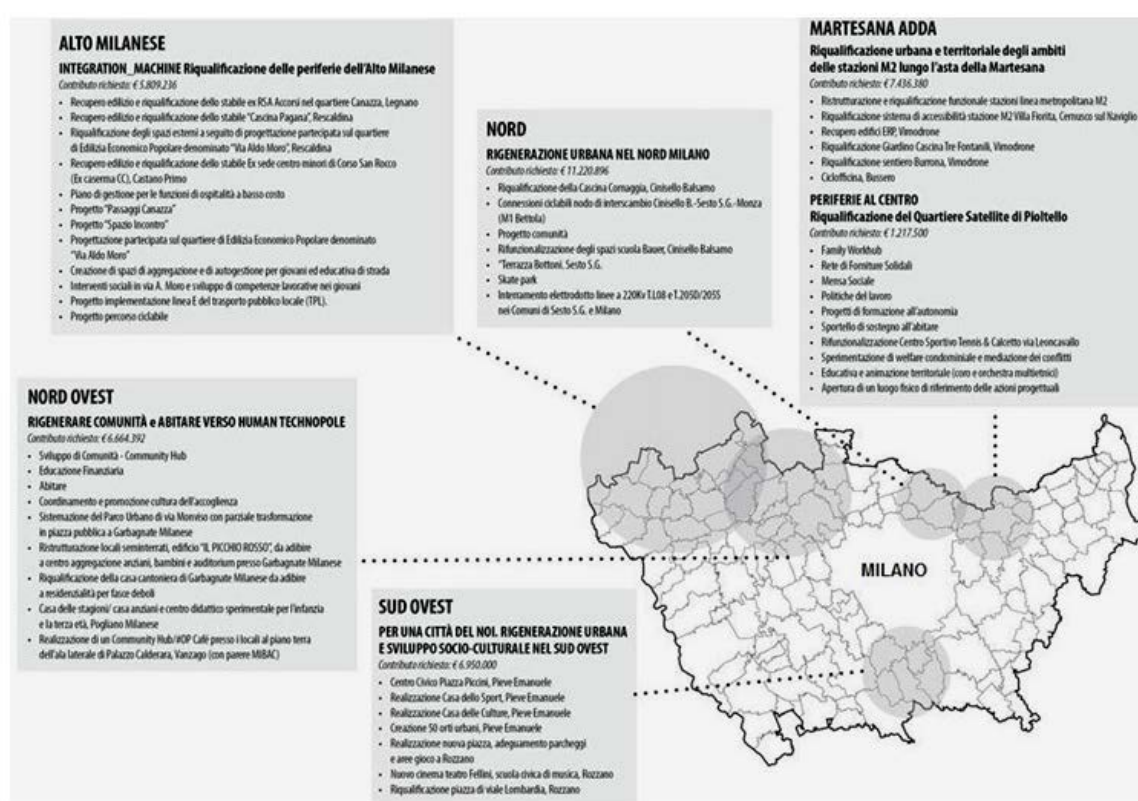 ALTO MILANESE
INTEGRATION_MACHINE Riqualificazione delle periferie dell'Alto Milanese
Contributo richiesto: € 5.809.236
• Recupero edificio e riqualificazione dello stabile ex RSA Accorsi nel quartiere Canazza, Legnano
• Recupero edificio e riqualificazione dello stabile "Cascina Pagana", Rescaldina
• Riqualificazione degli spazi esterni a seguito di progettazione partecipata sul quartiere
di Edilizia Economico Popolare denominato "Via Aldo Moro", Rescaldina
• Recupero edificio e riqualificazione dello stabile Ex sede centro minori di Corso San Rocco
(Ex caserma CC), Castano Primo
• Piano di gestione per le funzioni di ospitalità a basso costo
• Progetto "Passaggi Canazza"
• Progetto "Spazio Incontro"
• Progettazione partecipata sul quartiere di Edilizia Economico Popolare denominato
"Via Aldo Moro"
• Creazione di spazi di aggregazione e di autogestione per giovani ed educativa di strada
• Interventi sociali in via A. Moro e sviluppo di competenze lavorative nei giovani
• Progetto implementazione linea E del trasporto pubblico locale (TPL).
• Progetto percorso ciclabile
NORD
RIGENERAZIONE URBANA NEL NORD MILANO
Contributo richiesto: € 11.220.896
• Riqualificazione della Cascina Cornaggia, Cinisello Balsamo
• Connessioni ciclabili nodo di interscambio Cinisello B.-Sesto S.G.-Monza
(M1 Bettola)
• Progetto comunità
• Rifunzionalizzazione degli spazi scuola Bauer, Cinisello Balsamo
• "Terrazza Bottoni, Sesto S.G.
• Skate park
• Interramento elettrodotto linee a 220Kv T.L08 e T.205D/205S
nei Comuni di Sesto S.G. e Milano
MARTESANA ADDA
Riqualificazione urbana e territoriale degli ambiti
delle stazioni M2 lungo l'asta della Martesana
Contributo richiesto: € 7.436.380
• Ristrutturazione e riqualificazione funzionale stazioni linea metropolitana M2
• Riqualificazione sistema di accessibilità stazione M2 Villa Fiorita, Cernusco sul Naviglio
• Recupero edifici ERP, Vimodrone
• Riqualificazione Giardino Cascina Tre Fontanili, Vimodrone
• Riqualificazione sentiero Burrona, Vimodrone
• Ciclofficina, Bussero
PERIFERIE AL CENTRO
Riqualificazione del Quartiere Satellite di Pioltello
Contributo richiesto: € 1.217.500
• Family Workhub
• Rete di Forniture Solidali
• Mensa Sociale
• Politiche del lavoro
• Progetti di formazione all'autonomia
• Sportello di sostegno all'abitare
• Rifunzionalizzazione Centro Sportivo Tennis & Calcetto via Leoncavallo
• Sperimentazione di welfare condominiale e mediazione dei conflitti
• Educativa e animazione territoriale (coro e orchestra multietnici)
• Apertura di un luogo fisico di riferimento delle azioni progettuali
NORD OVEST
RIGENERARE COMUNITÀ e ABITARE VERSO HUMAN TECHNOPOLE
Contributo richiesto: € 6.664.392
• Sviluppo di Comunità - Community Hub
• Educazione Finanziaria
• Abitare
• Coordinamento e promozione cultura dell'accoglienza
• Sistemazione del Parco Urbano di via Monviso con parziale trasformazione
in piazza pubblica a Garbagnate Milanese
• Ristrutturazione locali seminterrati, edificio "IL PICCHIO ROSSO", da adibire
a centro aggregazione anziani, bambini e auditorium presso Garbagnate Milanese
• Riqualificazione della casa cantoniera di Garbagnate Milanese da adibire
a residenzialità per fasce deboli
• Casa delle stagioni/ casa anziani e centro didattico sperimentale per l'infanzia
e la terza età, Pogliano Milanese
• Realizzazione di un Community Hub/#OP Café presso i locali al piano terra
dell'ala laterale di Palazzo Calderara, Vanzago (con parere MIBAC)
SUD OVEST
PER UNA CITTÀ DEL NOI. RIGENERAZIONE URBANA
E SVILUPPO SOCIO-CULTURALE NEL SUD OVEST
Contributo richiesto: € 6.950.000
• Centro Civico Piazza Piccini, Pieve Emanuele
• Realizzazione Casa dello Sport, Pieve Emanuele
• Realizzazione Casa delle Culture, Pieve Emanuele
• Creazione 50 orti urbani, Pieve Emanuele
• Realizzazione nuova piazza, adeguamento parcheggi
e aree gioco a Rozzano
• Nuovo cinema teatro Fellini, scuola civica di musica, Rozzano
• Riqualificazione piazza di viale Lombardia, Rozzano
MILANO